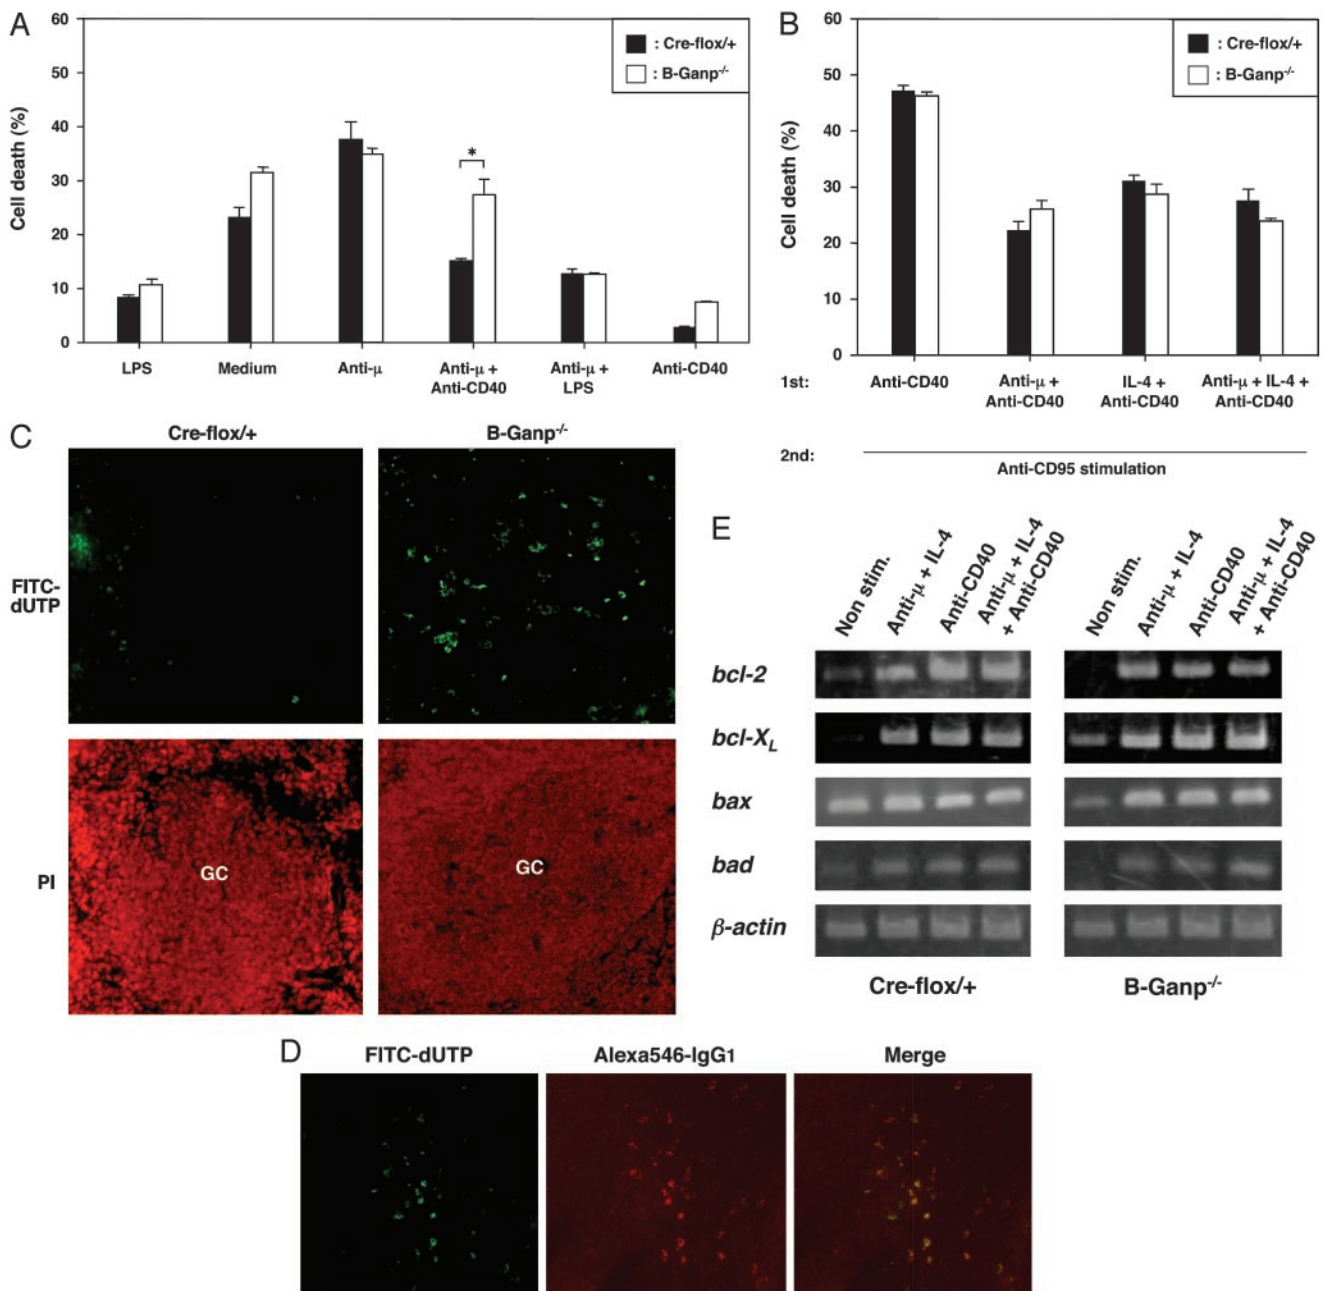 A
Cell death (%)
60
50
40
30
20
10
0
: Cre-flox/+
: B-Ganp-/-
*
LPS
Medium
Anti-μ
Anti-μ +
Anti-CD40
Anti-μ +
LPS
Anti-CD40
B
Cell death (%)
60
50
40
30
20
10
0
: Cre-flox/+
: B-Ganp-/-
1st:
Anti-CD40
Anti-μ +
Anti-CD40
IL-4 +
Anti-CD40
Anti-μ + IL-4 +
Anti-CD40
2nd:
Anti-CD95 stimulation
C
Cre-flox/+
B-Ganp-/-
FITC-
dUTP
PI
GC
GC
E
Non stim.
Anti-μ + IL-4
Anti-CD40
Anti-μ + IL-4
+ Anti-CD40
Non stim.
Anti-μ + IL-4
Anti-CD40
Anti-μ + IL-4
+ Anti-CD40
bcl-2
bcl-XL
bax
bad
β-actin
Cre-flox/+
B-Ganp-/-
D
FITC-dUTP
Alexa546-IgG1
Merge